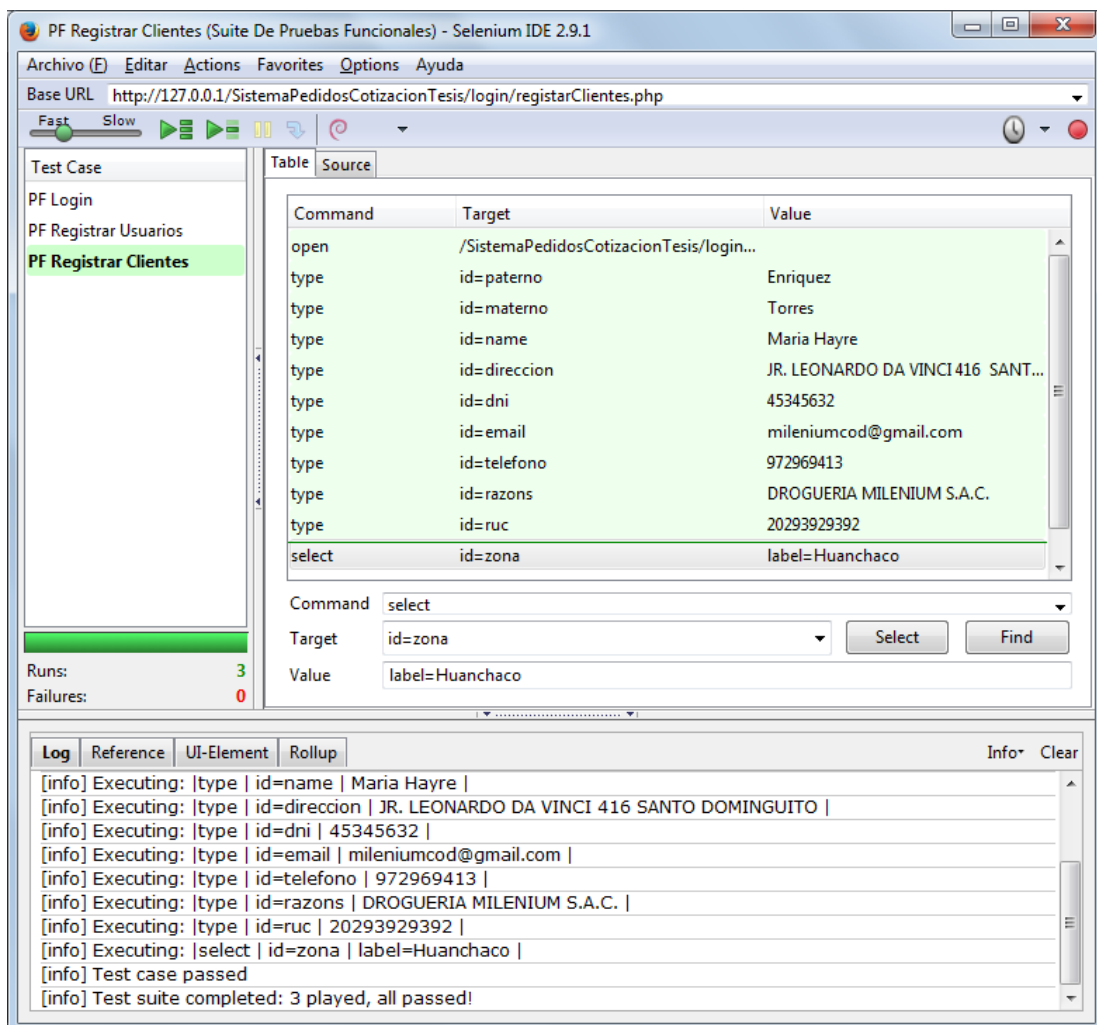 PF Registrar Clientes (Suite De Pruebas Funcionales) - Selenium IDE 2.9.1
Archivo (F) Editar Actions Favorites Options Ayuda
Base URL http://127.0.0.1/SistemaPedidosCotizacionTesis/login/registarClientes.php
Fast Slow
Test Case
PF Login
PF Registrar Usuarios
PF Registrar Clientes
Runs: 3
Failures: 0
Table Source
Command Target Value
open /SistemaPedidosCotizacionTesis/login...
type id=paterno Enriquez
type id=materno Torres
type id=name Maria Hayre
type id=direccion JR. LEONARDO DA VINCI 416 SANT...
type id=dni 45345632
type id=email mileniumcod@gmail.com
type id=telefono 972969413
type id=razons DROGUERIA MILENIUM S.A.C.
type id=ruc 20293929392
select id=zona label=Huanchaco
Command select
Target id=zona Select Find
Value label=Huanchaco
Log Reference UI-Element Rollup Info Clear
[info] Executing: |type | id=name | Maria Hayre |
[info] Executing: |type | id=direccion | JR. LEONARDO DA VINCI 416 SANTO DOMINGUITO |
[info] Executing: |type | id=dni | 45345632 |
[info] Executing: |type | id=email | mileniumcod@gmail.com |
[info] Executing: |type | id=telefono | 972969413 |
[info] Executing: |type | id=razons | DROGUERIA MILENIUM S.A.C. |
[info] Executing: |type | id=ruc | 20293929392 |
[info] Executing: |select | id=zona | label=Huanchaco |
[info] Test case passed
[info] Test suite completed: 3 played, all passed!